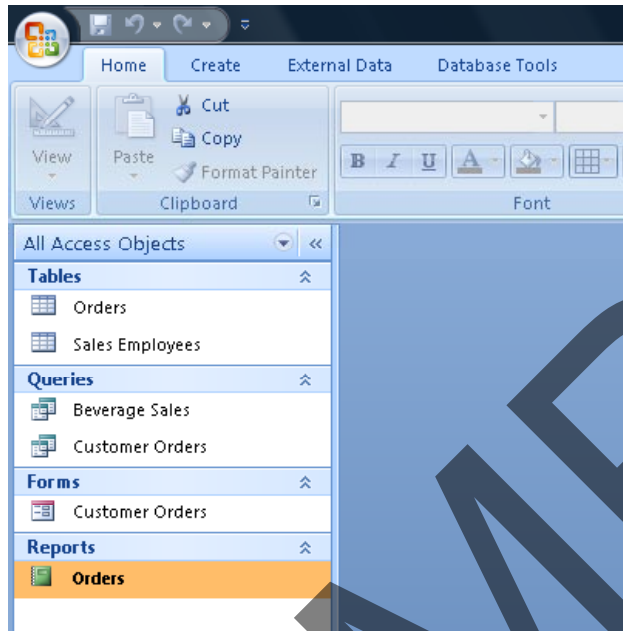 Home Create External Data Database Tools
Cut
Copy
View Paste Format Painter
B I U A
Views Clipboard Font
All Access Objects
Tables
Orders
Sales Employees
Queries
Beverage Sales
Customer Orders
Forms
Customer Orders
Reports
Orders